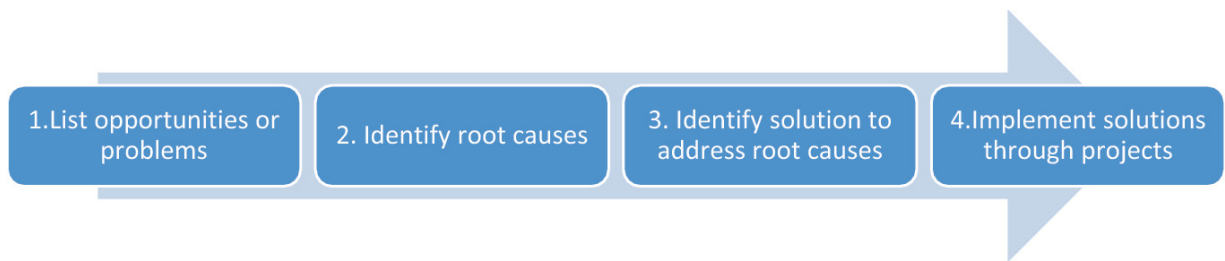 1.List opportunities or
problems
2. Identify root causes
3. Identify solution to
address root causes
4.Implement solutions
through projects